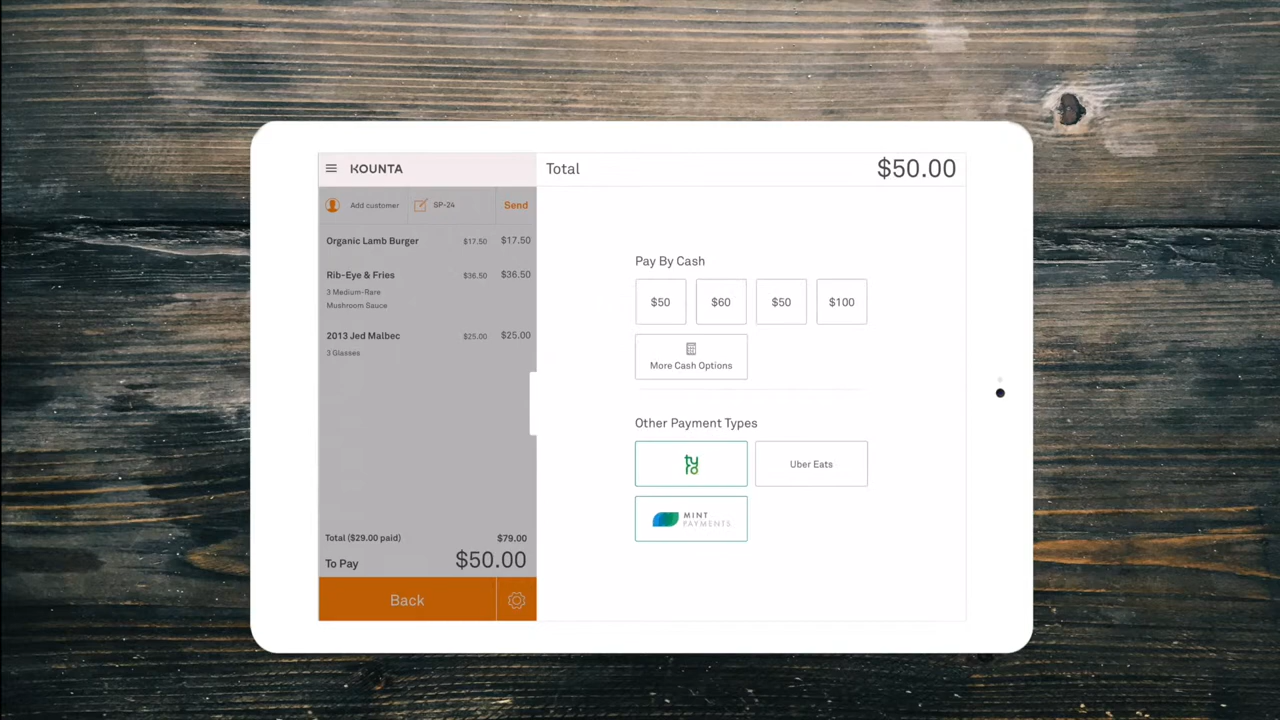 KOUNTA
Add customer
SP-24
Send
Organic Lamb Burger $17.50 $17.50
Rib-Eye & Fries $36.50 $36.50
3 Medium-Rare
Mushroom Sauce
2013 Jed Malbec $25.00 $25.00
3 Glasses
Total ($29.00 paid) $79.00
To Pay $50.00
Back
Total $50.00
Pay By Cash
$50 $60 $50 $100
More Cash Options
Other Payment Types
tyro
Uber Eats
MINT
PAYMENTS